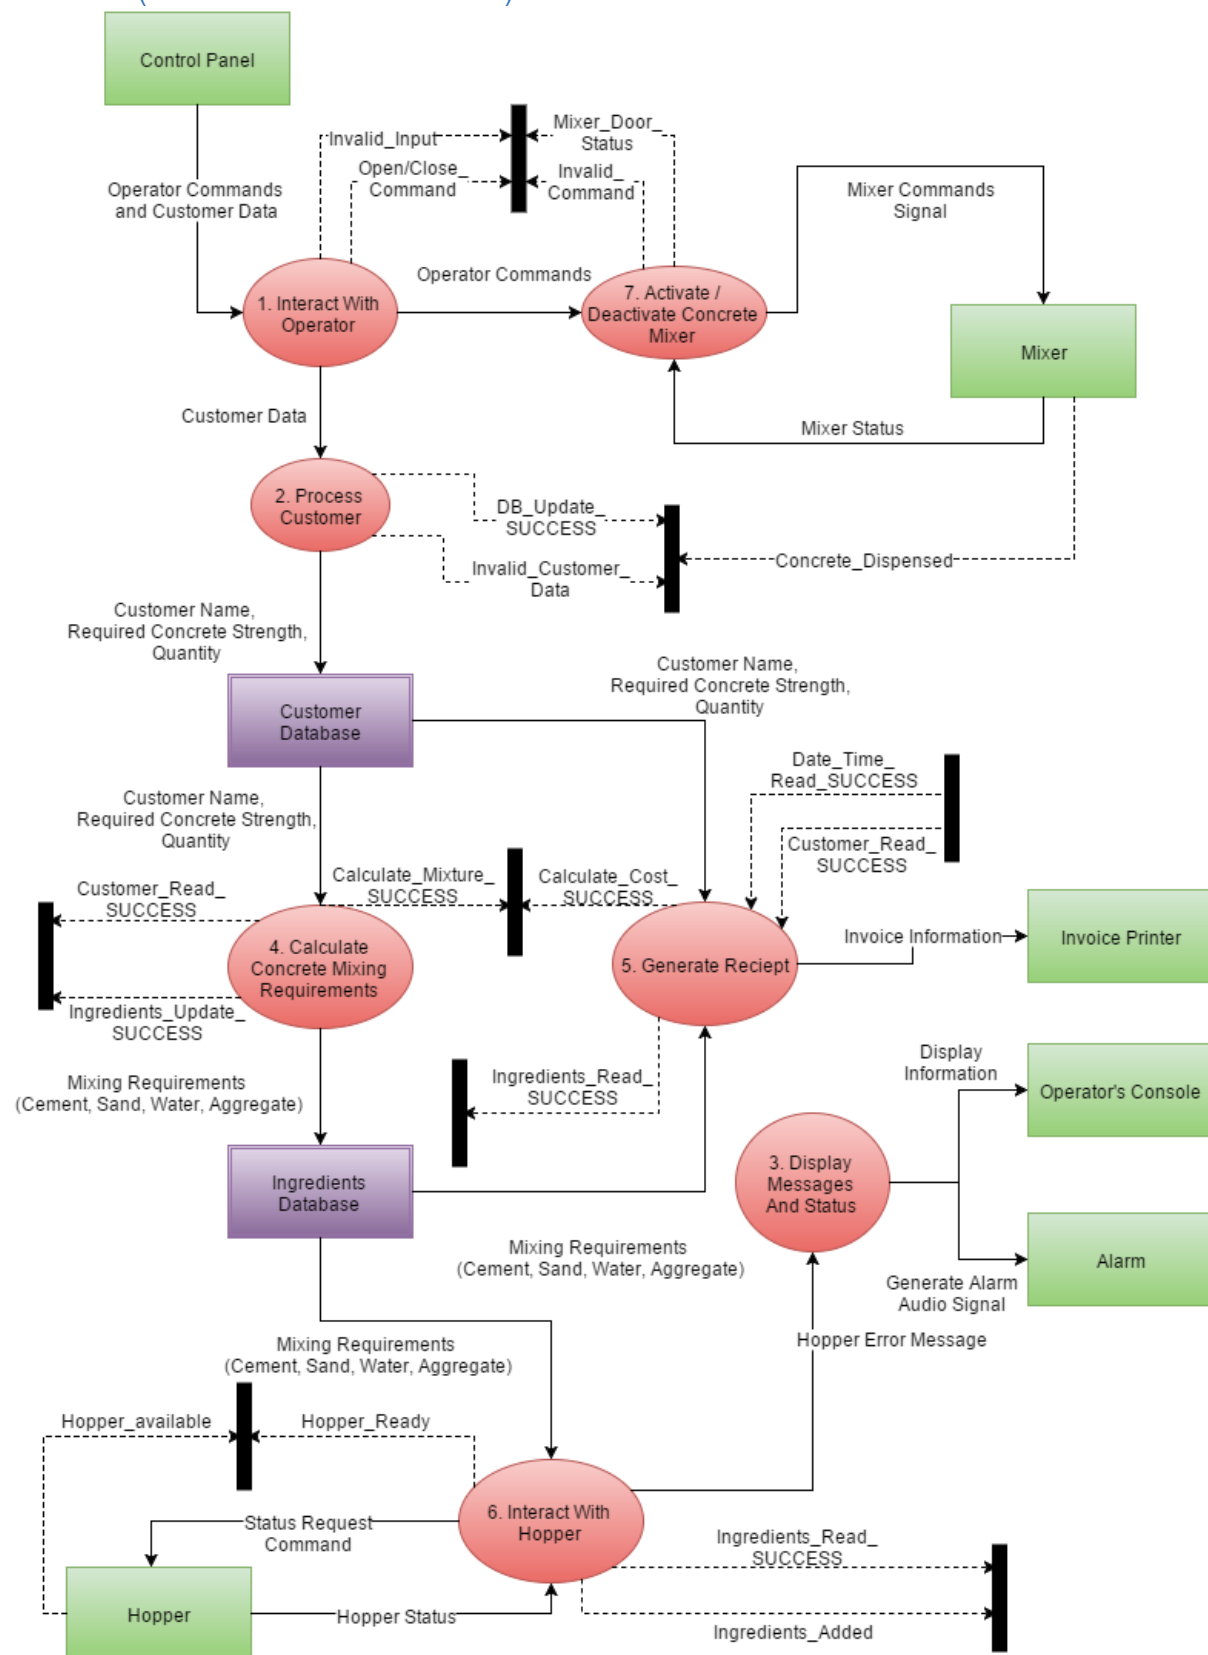 Control Panel
Invalid_Input
Mixer_Door_
Status
Open/Close_
Command
Invalid_
Command
Operator Commands
and Customer Data
Mixer Commands
Signal
Operator Commands
1. Interact With
Operator
7. Activate /
Deactivate Concrete
Mixer
Mixer
Customer Data
Mixer Status
2. Process
Customer
DB_Update_
SUCCESS
Concrete_Dispensed
Invalid_Customer_
Data
Customer Name,
Required Concrete Strength,
Quantity
Customer Name,
Required Concrete Strength,
Quantity
Customer
Database
Date_Time_
Read_SUCCESS
Customer Name,
Required Concrete Strength,
Quantity
Customer_Read_
SUCCESS
Calculate_Mixture_
SUCCESS
Calculate_Cost_
SUCCESS
Customer_Read_
SUCCESS
4. Calculate
Concrete Mixing
Requirements
5. Generate Reciept
Invoice Information
Invoice Printer
Ingredients_Update_
SUCCESS
Mixing Requirements
(Cement, Sand, Water, Aggregate)
Ingredients_Read_
SUCCESS
Display
Information
Operator's Console
3. Display
Messages
And Status
Ingredients
Database
Mixing Requirements
(Cement, Sand, Water, Aggregate)
Generate Alarm
Audio Signal
Alarm
Mixing Requirements
(Cement, Sand, Water, Aggregate)
Hopper Error Message
Hopper_available
Hopper_Ready
6. Interact With
Hopper
Status Request
Command
Ingredients_Read_
SUCCESS
Hopper
Hopper Status
Ingredients_Added